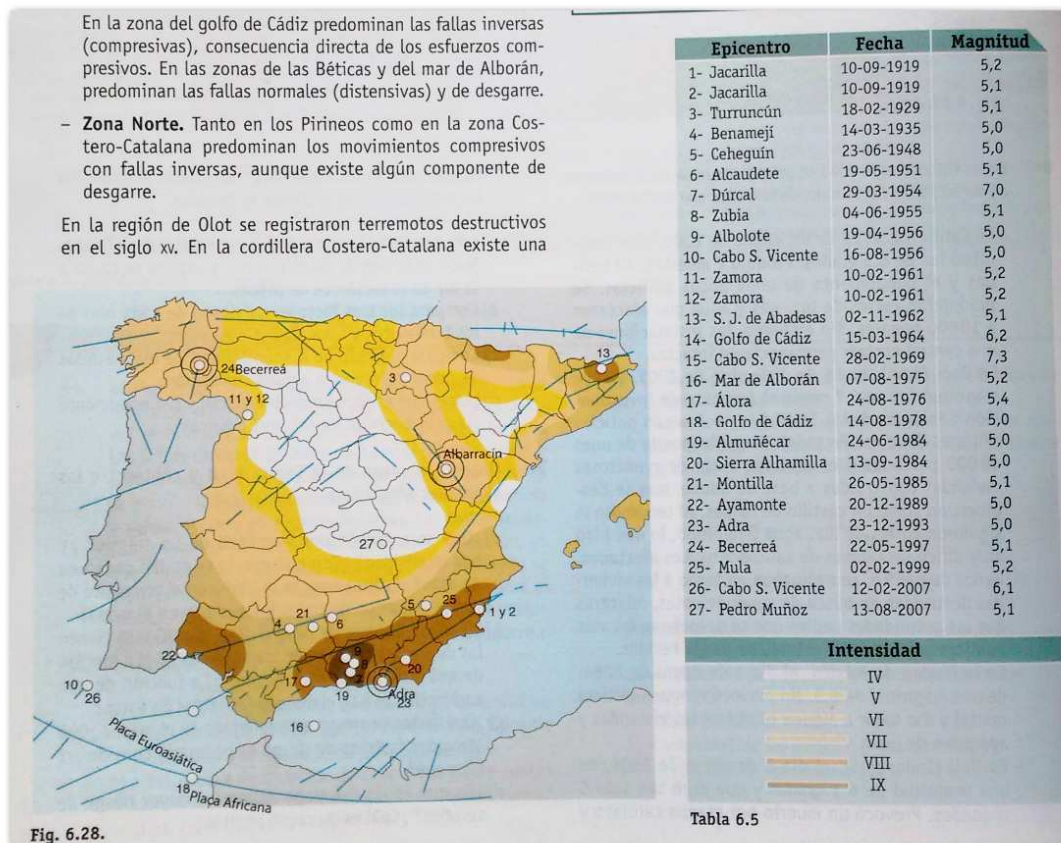 En la zona del golfo de Cádiz predominan las fallas inversas
(compresivas), consecuencia directa de los esfuerzos com-
presivos. En las zonas de las Béticas y del mar de Alborán,
predominan las fallas normales (distensivas) y de desgarre.
– Zona Norte. Tanto en los Pirineos como en la zona Cos-
tero-Catalana predominan los movimientos compresivos
con fallas inversas, aunque existe algún componente de
desgarre.
En la región de Olot se registraron terremotos destructivos
en el siglo XV. En la cordillera Costero-Catalana existe una
24 Becerreá
11 y 12
3
13
Albarracín
27
21
4
6
5
25
1 y 2
22
9
8
7
17
19
20
Adra
23
10
26
16
Placa Euroasiática
18
Placa Africana
Fig. 6.28.
Epicentro Fecha Magnitud
1- Jacarilla 10-09-1919 5,2
2- Jacarilla 10-09-1919 5,1
3- Turruncún 18-02-1929 5,1
4- Benamejí 14-03-1935 5,0
5- Ceheguín 23-06-1948 5,0
6- Alcaudete 19-05-1951 5,1
7- Dúrcal 29-03-1954 7,0
8- Zubia 04-06-1955 5,1
9- Albolote 19-04-1956 5,0
10- Cabo S. Vicente 16-08-1956 5,0
11- Zamora 10-02-1961 5,2
12- Zamora 10-02-1961 5,2
13- S. J. de Abadesas 02-11-1962 5,1
14- Golfo de Cádiz 15-03-1964 6,2
15- Cabo S. Vicente 28-02-1969 7,3
16- Mar de Alborán 07-08-1975 5,2
17- Álora 24-08-1976 5,4
18- Golfo de Cádiz 14-08-1978 5,0
19- Almuñécar 24-06-1984 5,0
20- Sierra Alhamilla 13-09-1984 5,0
21- Montilla 26-05-1985 5,1
22- Ayamonte 20-12-1989 5,0
23- Adra 23-12-1993 5,0
24- Becerreá 22-05-1997 5,1
25- Mula 02-02-1999 5,2
26- Cabo S. Vicente 12-02-2007 6,1
27- Pedro Muñoz 13-08-2007 5,1
Intensidad
IV
V
VI
VII
VIII
IX
Tabla 6.5